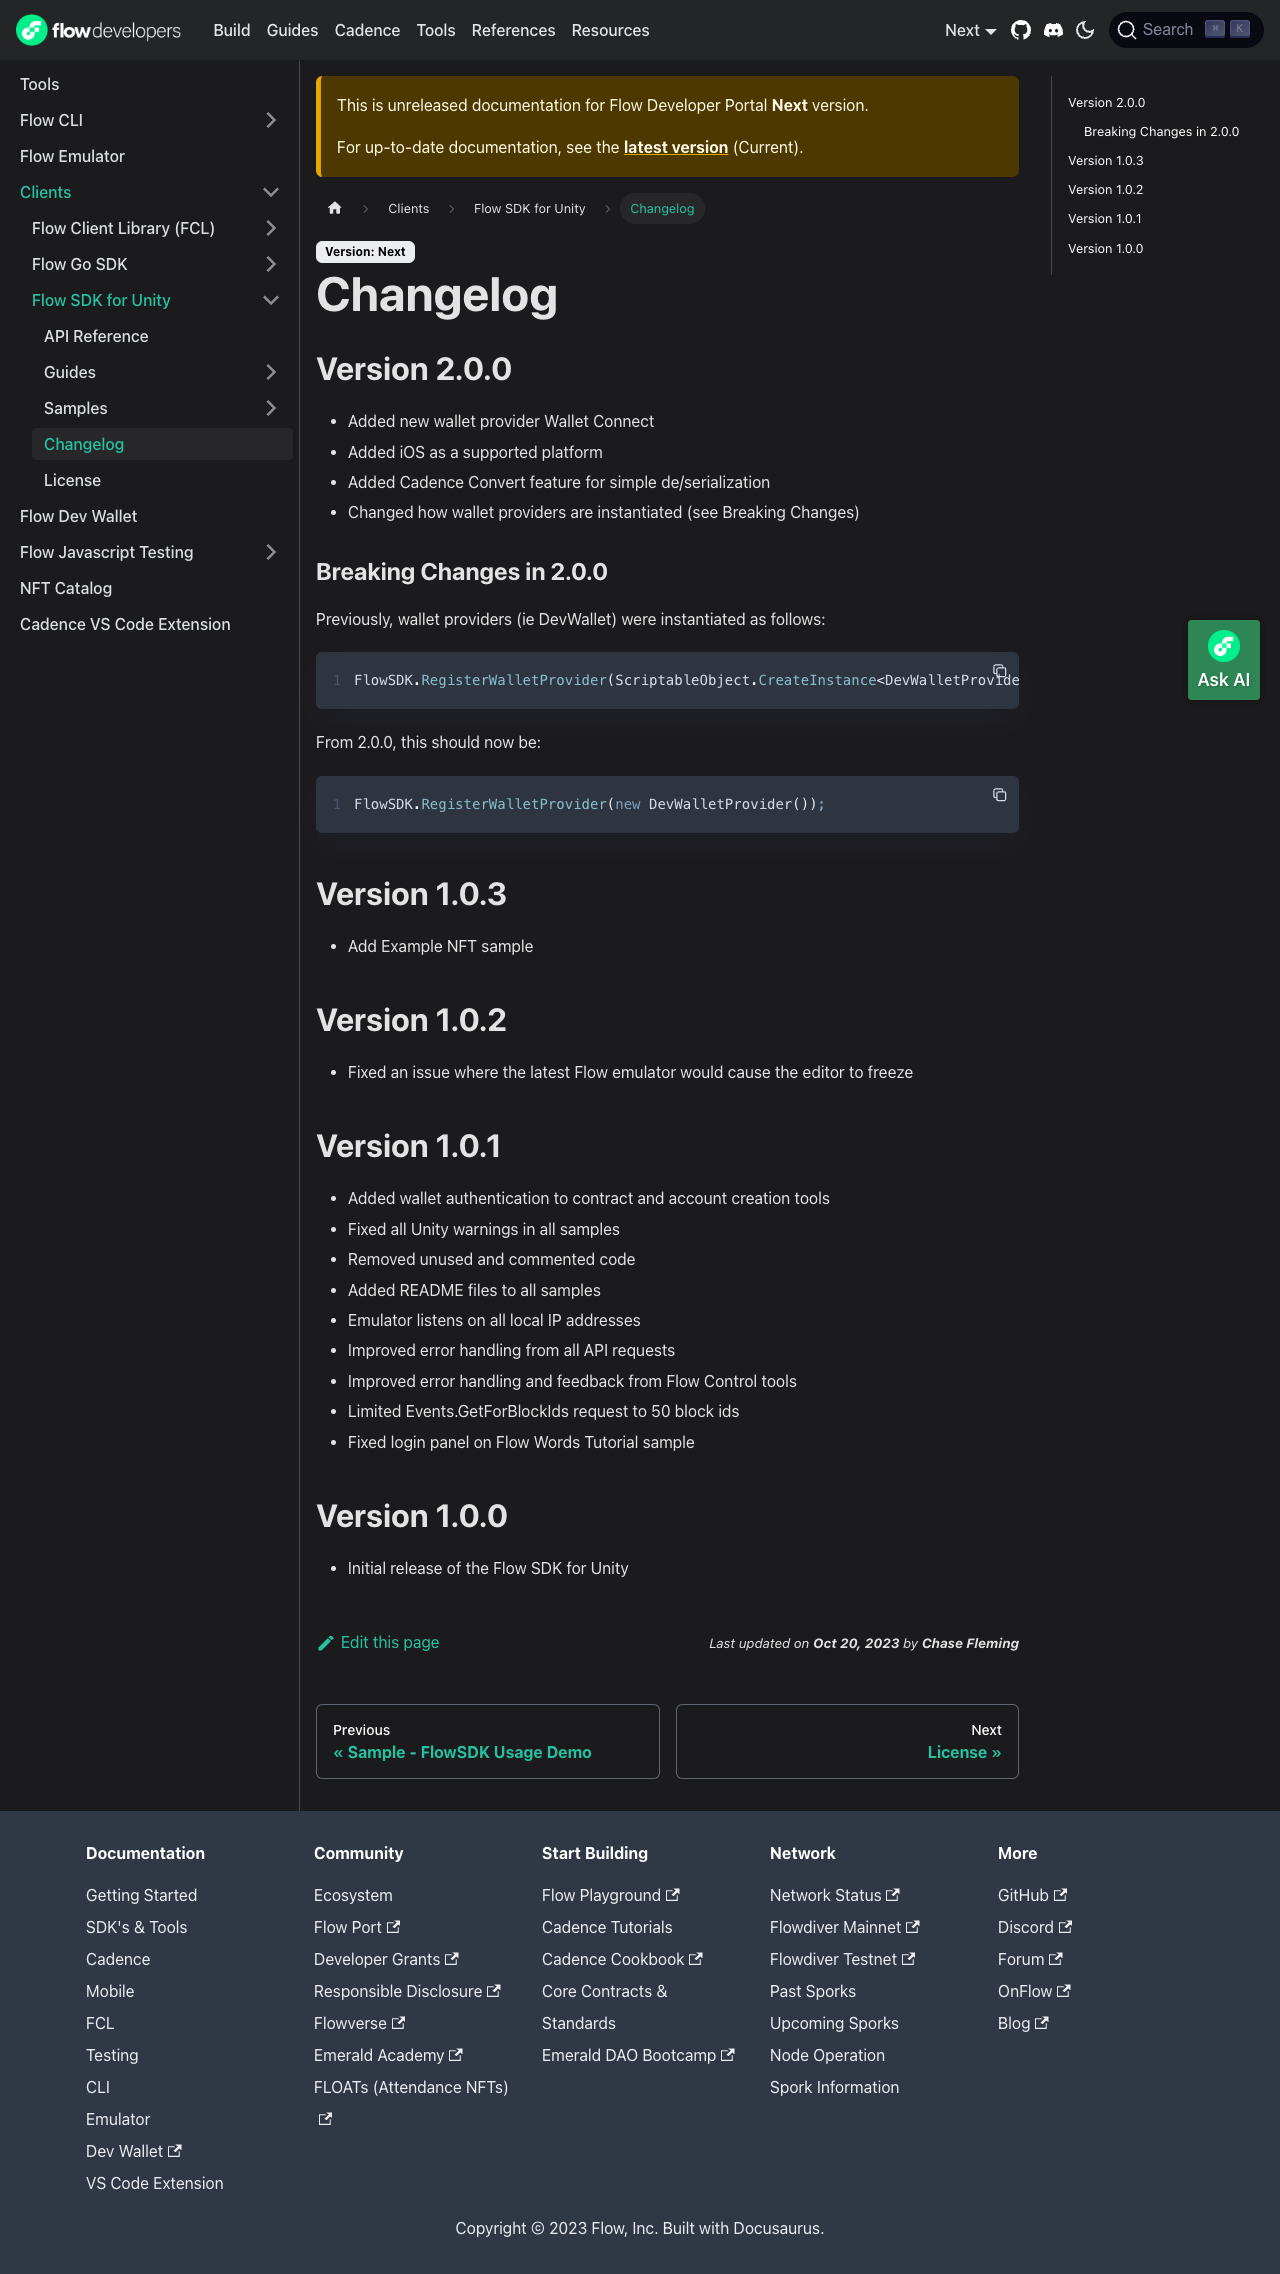 flowdevelopers Build Guides Cadence Tools References Resources Next Search ⌘ K
Tools
Flow CLI
Flow Emulator
Clients
Flow Client Library (FCL)
Flow Go SDK
Flow SDK for Unity
API Reference
Guides
Samples
Changelog
License
Flow Dev Wallet
Flow Javascript Testing
NFT Catalog
Cadence VS Code Extension
This is unreleased documentation for Flow Developer Portal Next version.
For up-to-date documentation, see the latest version (Current).
Clients Flow SDK for Unity Changelog
Version: Next
Changelog
Version 2.0.0
• Added new wallet provider Wallet Connect
• Added iOS as a supported platform
• Added Cadence Convert feature for simple de/serialization
• Changed how wallet providers are instantiated (see Breaking Changes)
Breaking Changes in 2.0.0
Previously, wallet providers (ie DevWallet) were instantiated as follows:
1 FlowSDK.RegisterWalletProvider(ScriptableObject.CreateInstance<DevWalletProvide
From 2.0.0, this should now be:
1 FlowSDK.RegisterWalletProvider(new DevWalletProvider());
Version 1.0.3
• Add Example NFT sample
Version 1.0.2
• Fixed an issue where the latest Flow emulator would cause the editor to freeze
Version 1.0.1
• Added wallet authentication to contract and account creation tools
• Fixed all Unity warnings in all samples
• Removed unused and commented code
• Added README files to all samples
• Emulator listens on all local IP addresses
• Improved error handling from all API requests
• Improved error handling and feedback from Flow Control tools
• Limited Events.GetForBlockIds request to 50 block ids
• Fixed login panel on Flow Words Tutorial sample
Version 1.0.0
• Initial release of the Flow SDK for Unity
Edit this page
Last updated on Oct 20, 2023 by Chase Fleming
Previous
« Sample - FlowSDK Usage Demo
Next
License »
Version 2.0.0
Breaking Changes in 2.0.0
Version 1.0.3
Version 1.0.2
Version 1.0.1
Version 1.0.0
Ask AI
Documentation
Getting Started
SDK's & Tools
Cadence
Mobile
FCL
Testing
CLI
Emulator
Dev Wallet
VS Code Extension
Community
Ecosystem
Flow Port
Developer Grants
Responsible Disclosure
Flowverse
Emerald Academy
FLOATs (Attendance NFTs)
Start Building
Flow Playground
Cadence Tutorials
Cadence Cookbook
Core Contracts &
Standards
Emerald DAO Bootcamp
Network
Network Status
Flowdiver Mainnet
Flowdiver Testnet
Past Sporks
Upcoming Sporks
Node Operation
Spork Information
More
GitHub
Discord
Forum
OnFlow
Blog
Copyright © 2023 Flow, Inc. Built with Docusaurus.